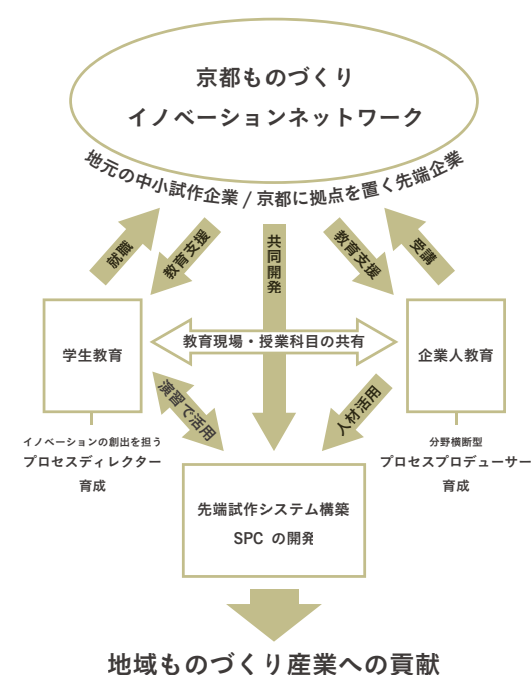 京都ものづくり
イノベーションネットワーク
地元の中小試作企業 / 京都に拠点を置く先端企業
就職
教育支援
共同開発
教育支援
受講
学生教育
教育現場・授業科目の共有
企業人教育
演習で活用
人材活用
イノベーションの創出を担う
プロセスディレクター
育成
分野横断型
プロセスプロデューサー
育成
先端試作システム構築
SPC の開発
地域ものづくり産業への貢献